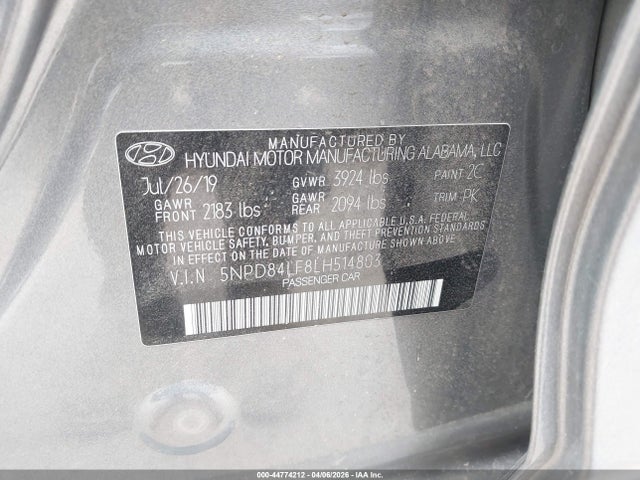 MANUFACTURED BY
HYUNDAI MOTOR MANUFACTURING ALABAMA, LLC
Jul/26/19 GVWR 3924 lbs PAINT 2C
GAWR FRONT 2183 lbs GAWR REAR 2094 lbs TRIM PK
THIS VEHICLE CONFORMS TO ALL APPLICABLE U.S.A. FEDERAL
MOTOR VEHICLE SAFETY, BUMPER, AND THEFT PREVENTION STANDARDS
IN EFFECT ON THE DATE OF MANUFACTURE SHOWN ABOVE.
V.I.N 5NPD84LF8LH514803
PASSENGER CAR
000-44774212 - 04/06/2026 - IAA Inc.